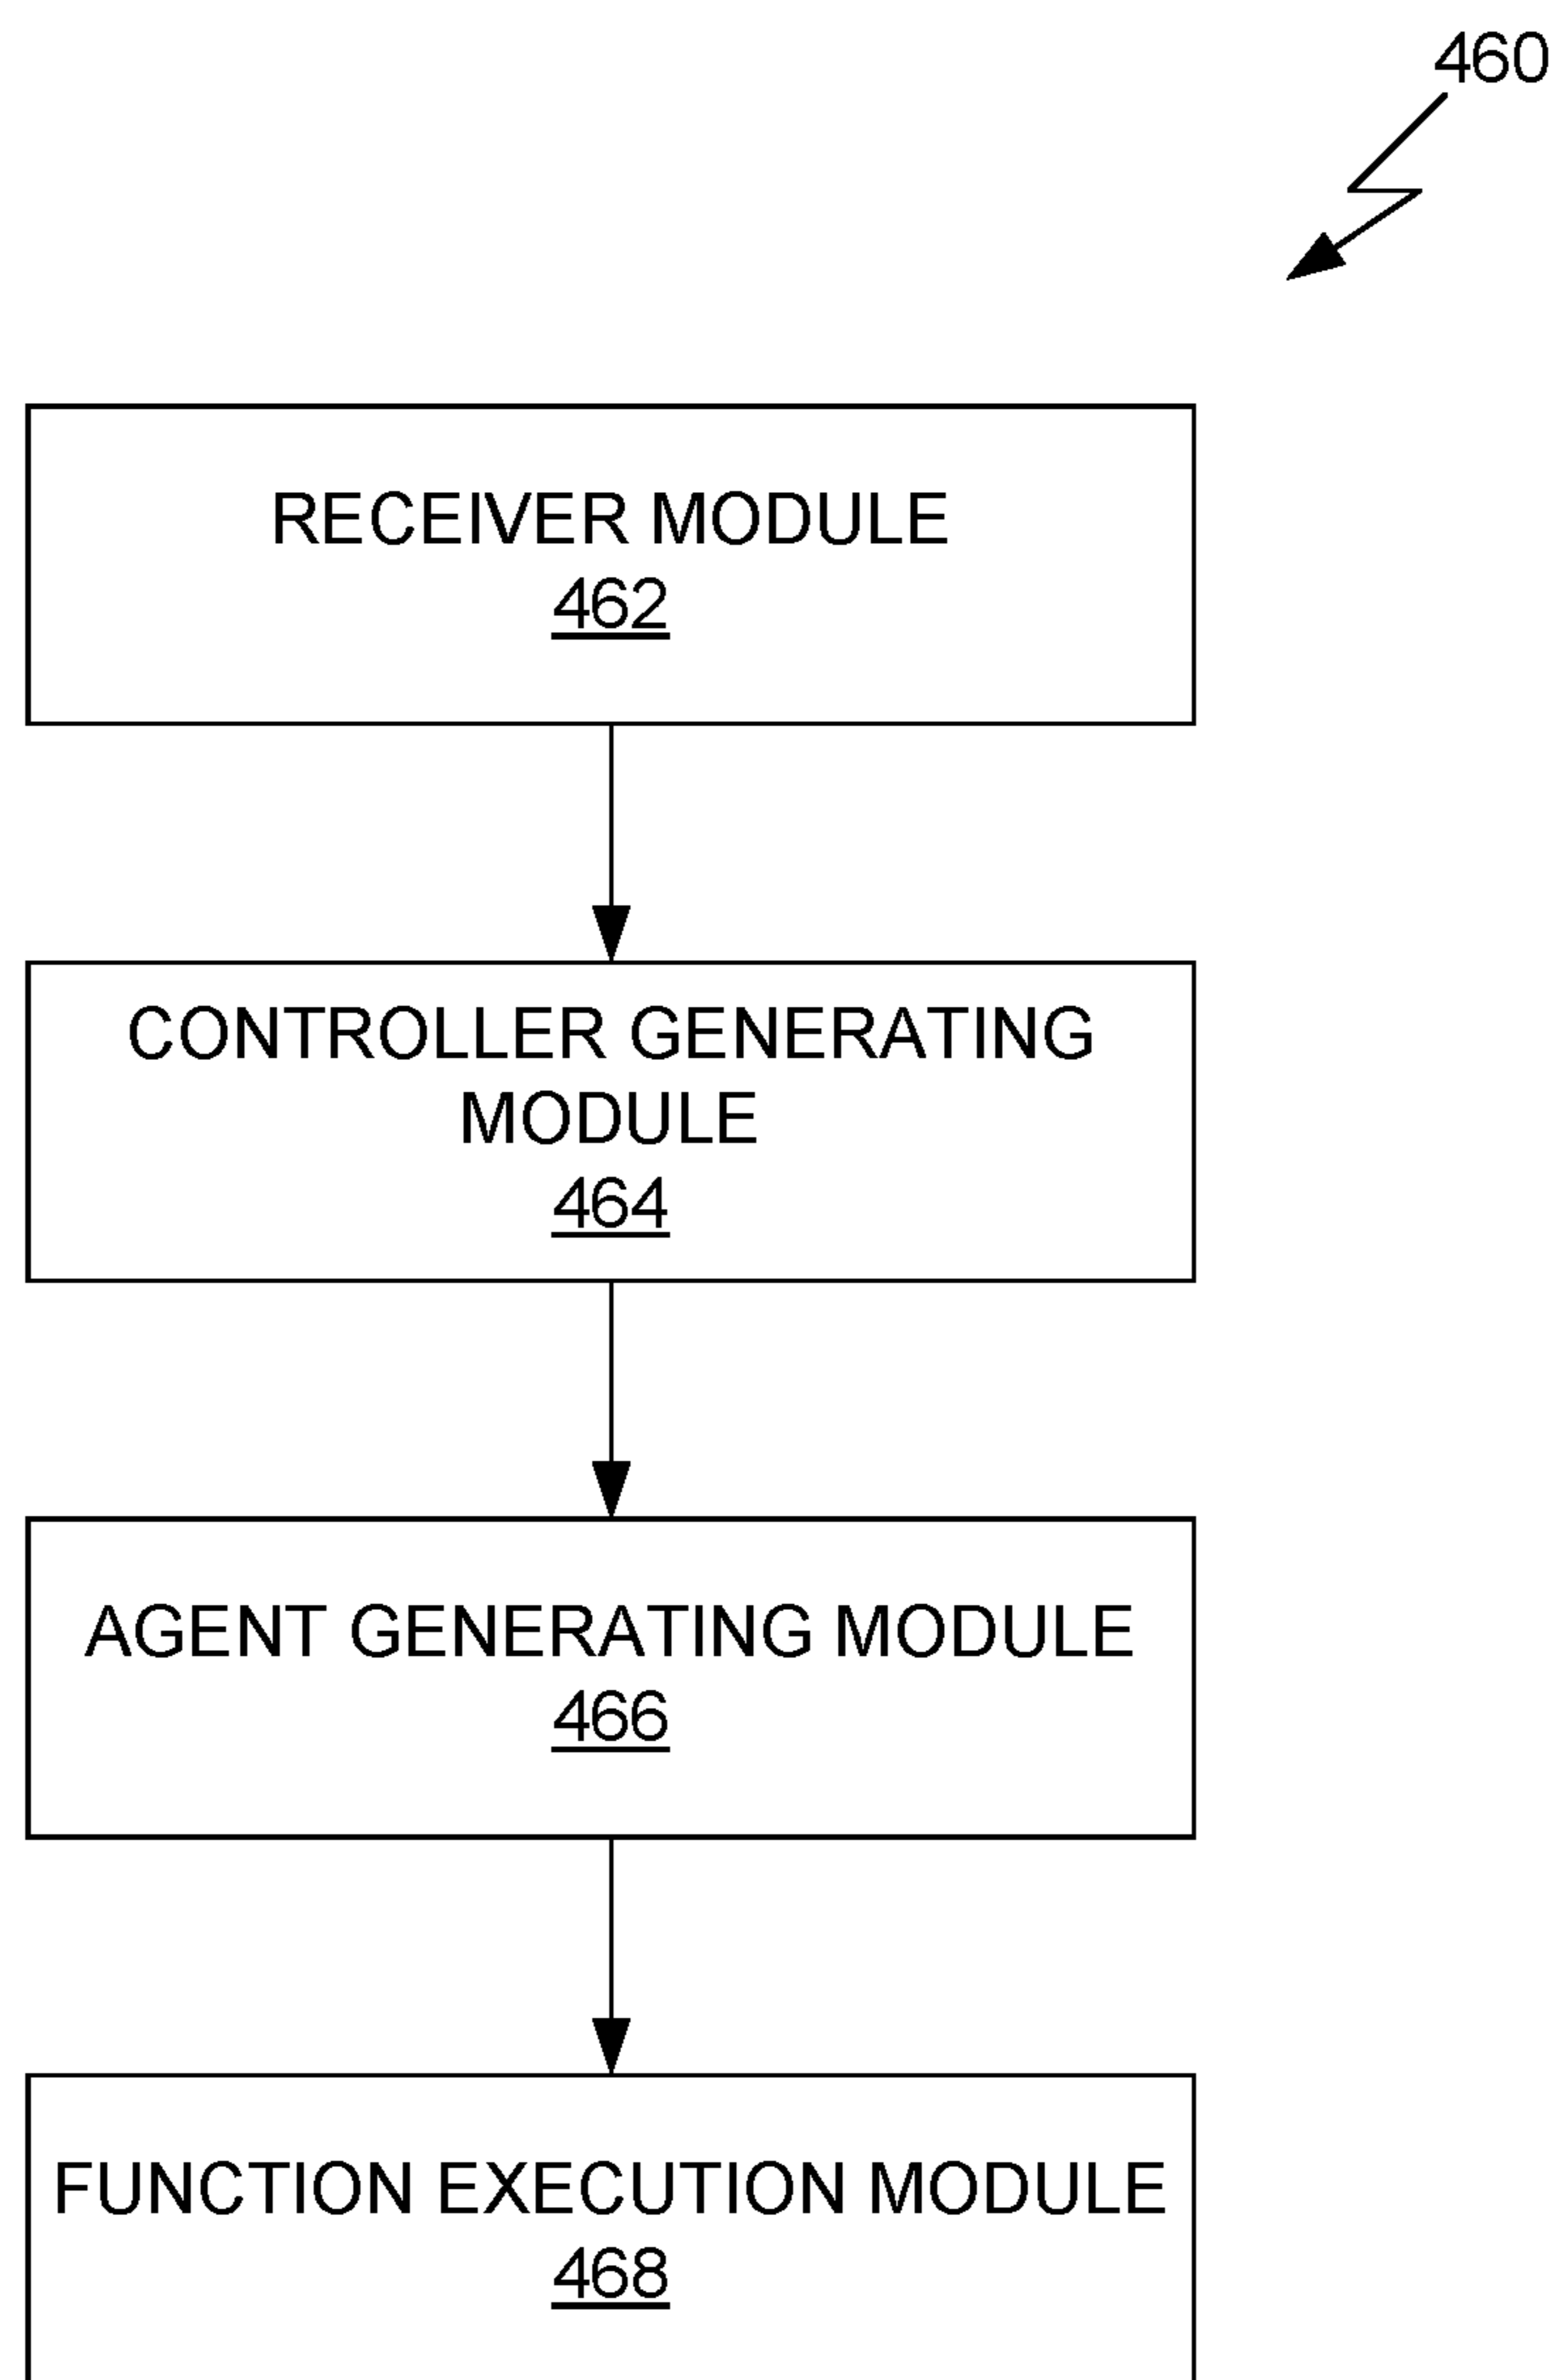 460
RECEIVER MODULE
462
CONTROLLER GENERATING
MODULE
464
AGENT GENERATING MODULE
466
FUNCTION EXECUTION MODULE
468